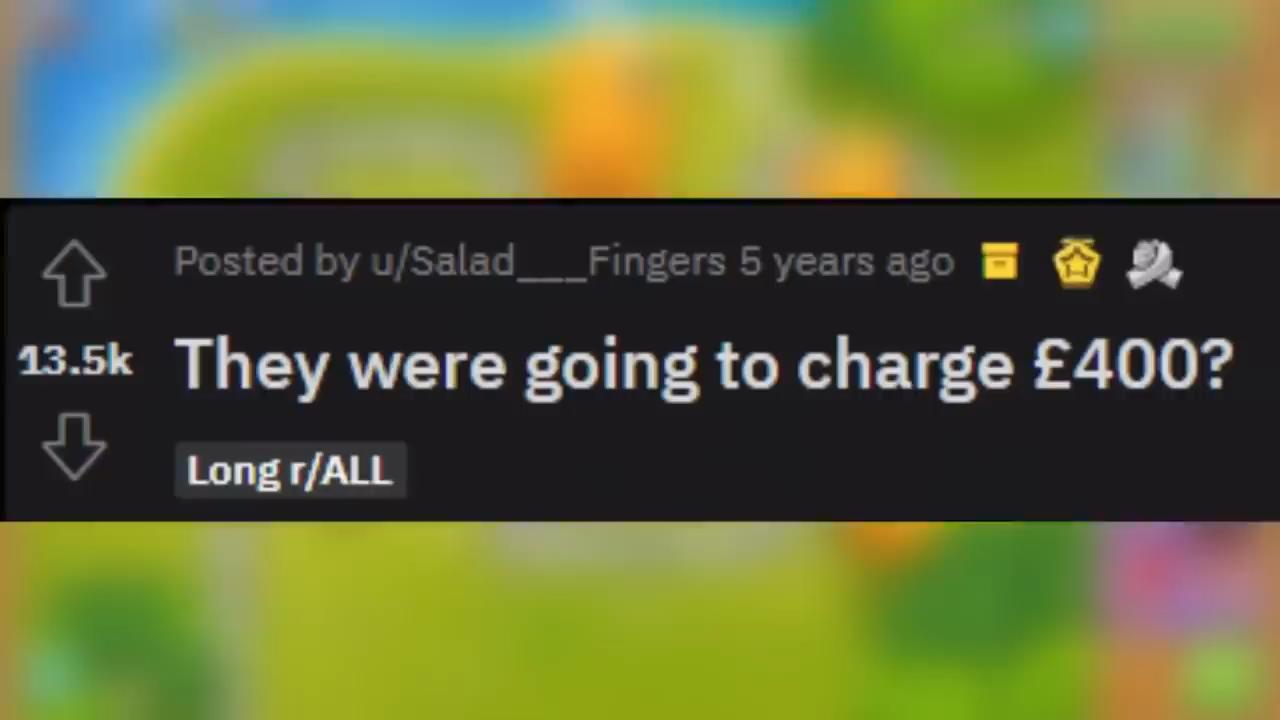 Posted by u/Salad___Fingers 5 years ago
13.5k
They were going to charge £400?
Long r/ALL